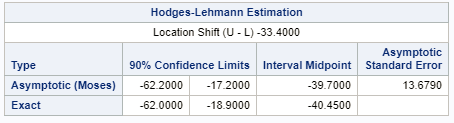 Hodges-Lehmann Estimation
Location Shift (U - L) -33.4000
Type 90% Confidence Limits Interval Midpoint Asymptotic Standard Error
Asymptotic (Moses) -62.2000 -17.2000 -39.7000 13.6790
Exact -62.0000 -18.9000 -40.4500